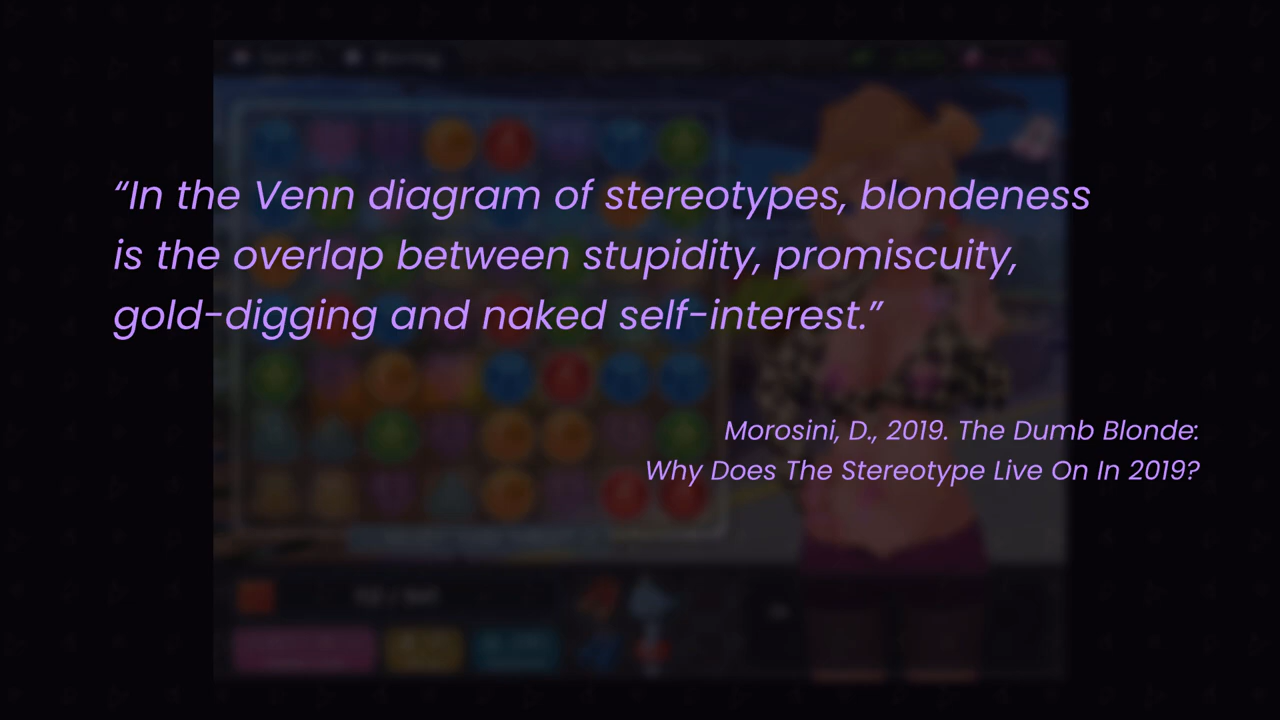 “In the Venn diagram of stereotypes, blondeness
is the overlap between stupidity, promiscuity,
gold-digging and naked self-interest.”
Morosini, D., 2019. The Dumb Blonde:
Why Does The Stereotype Live On In 2019?